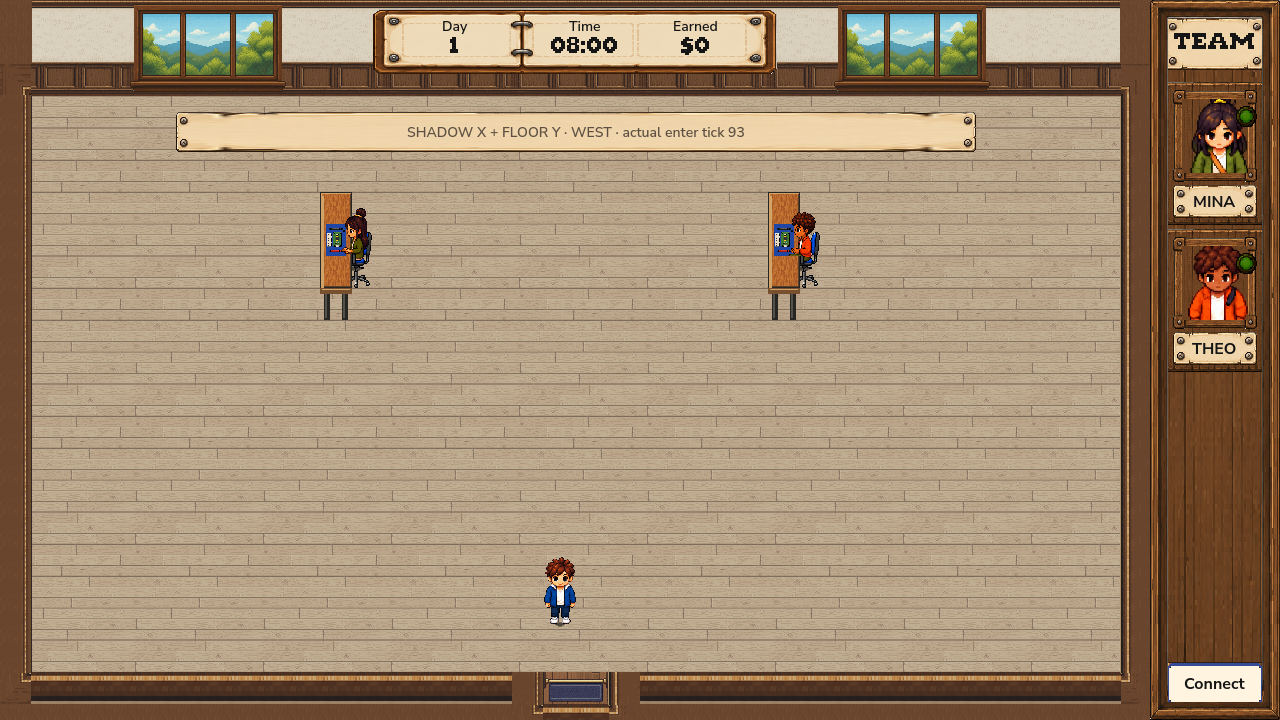 Day
1
Time
08:00
Earned
$0
TEAM
SHADOW X + FLOOR Y · WEST · actual enter tick 93
MINA
THEO
Connect